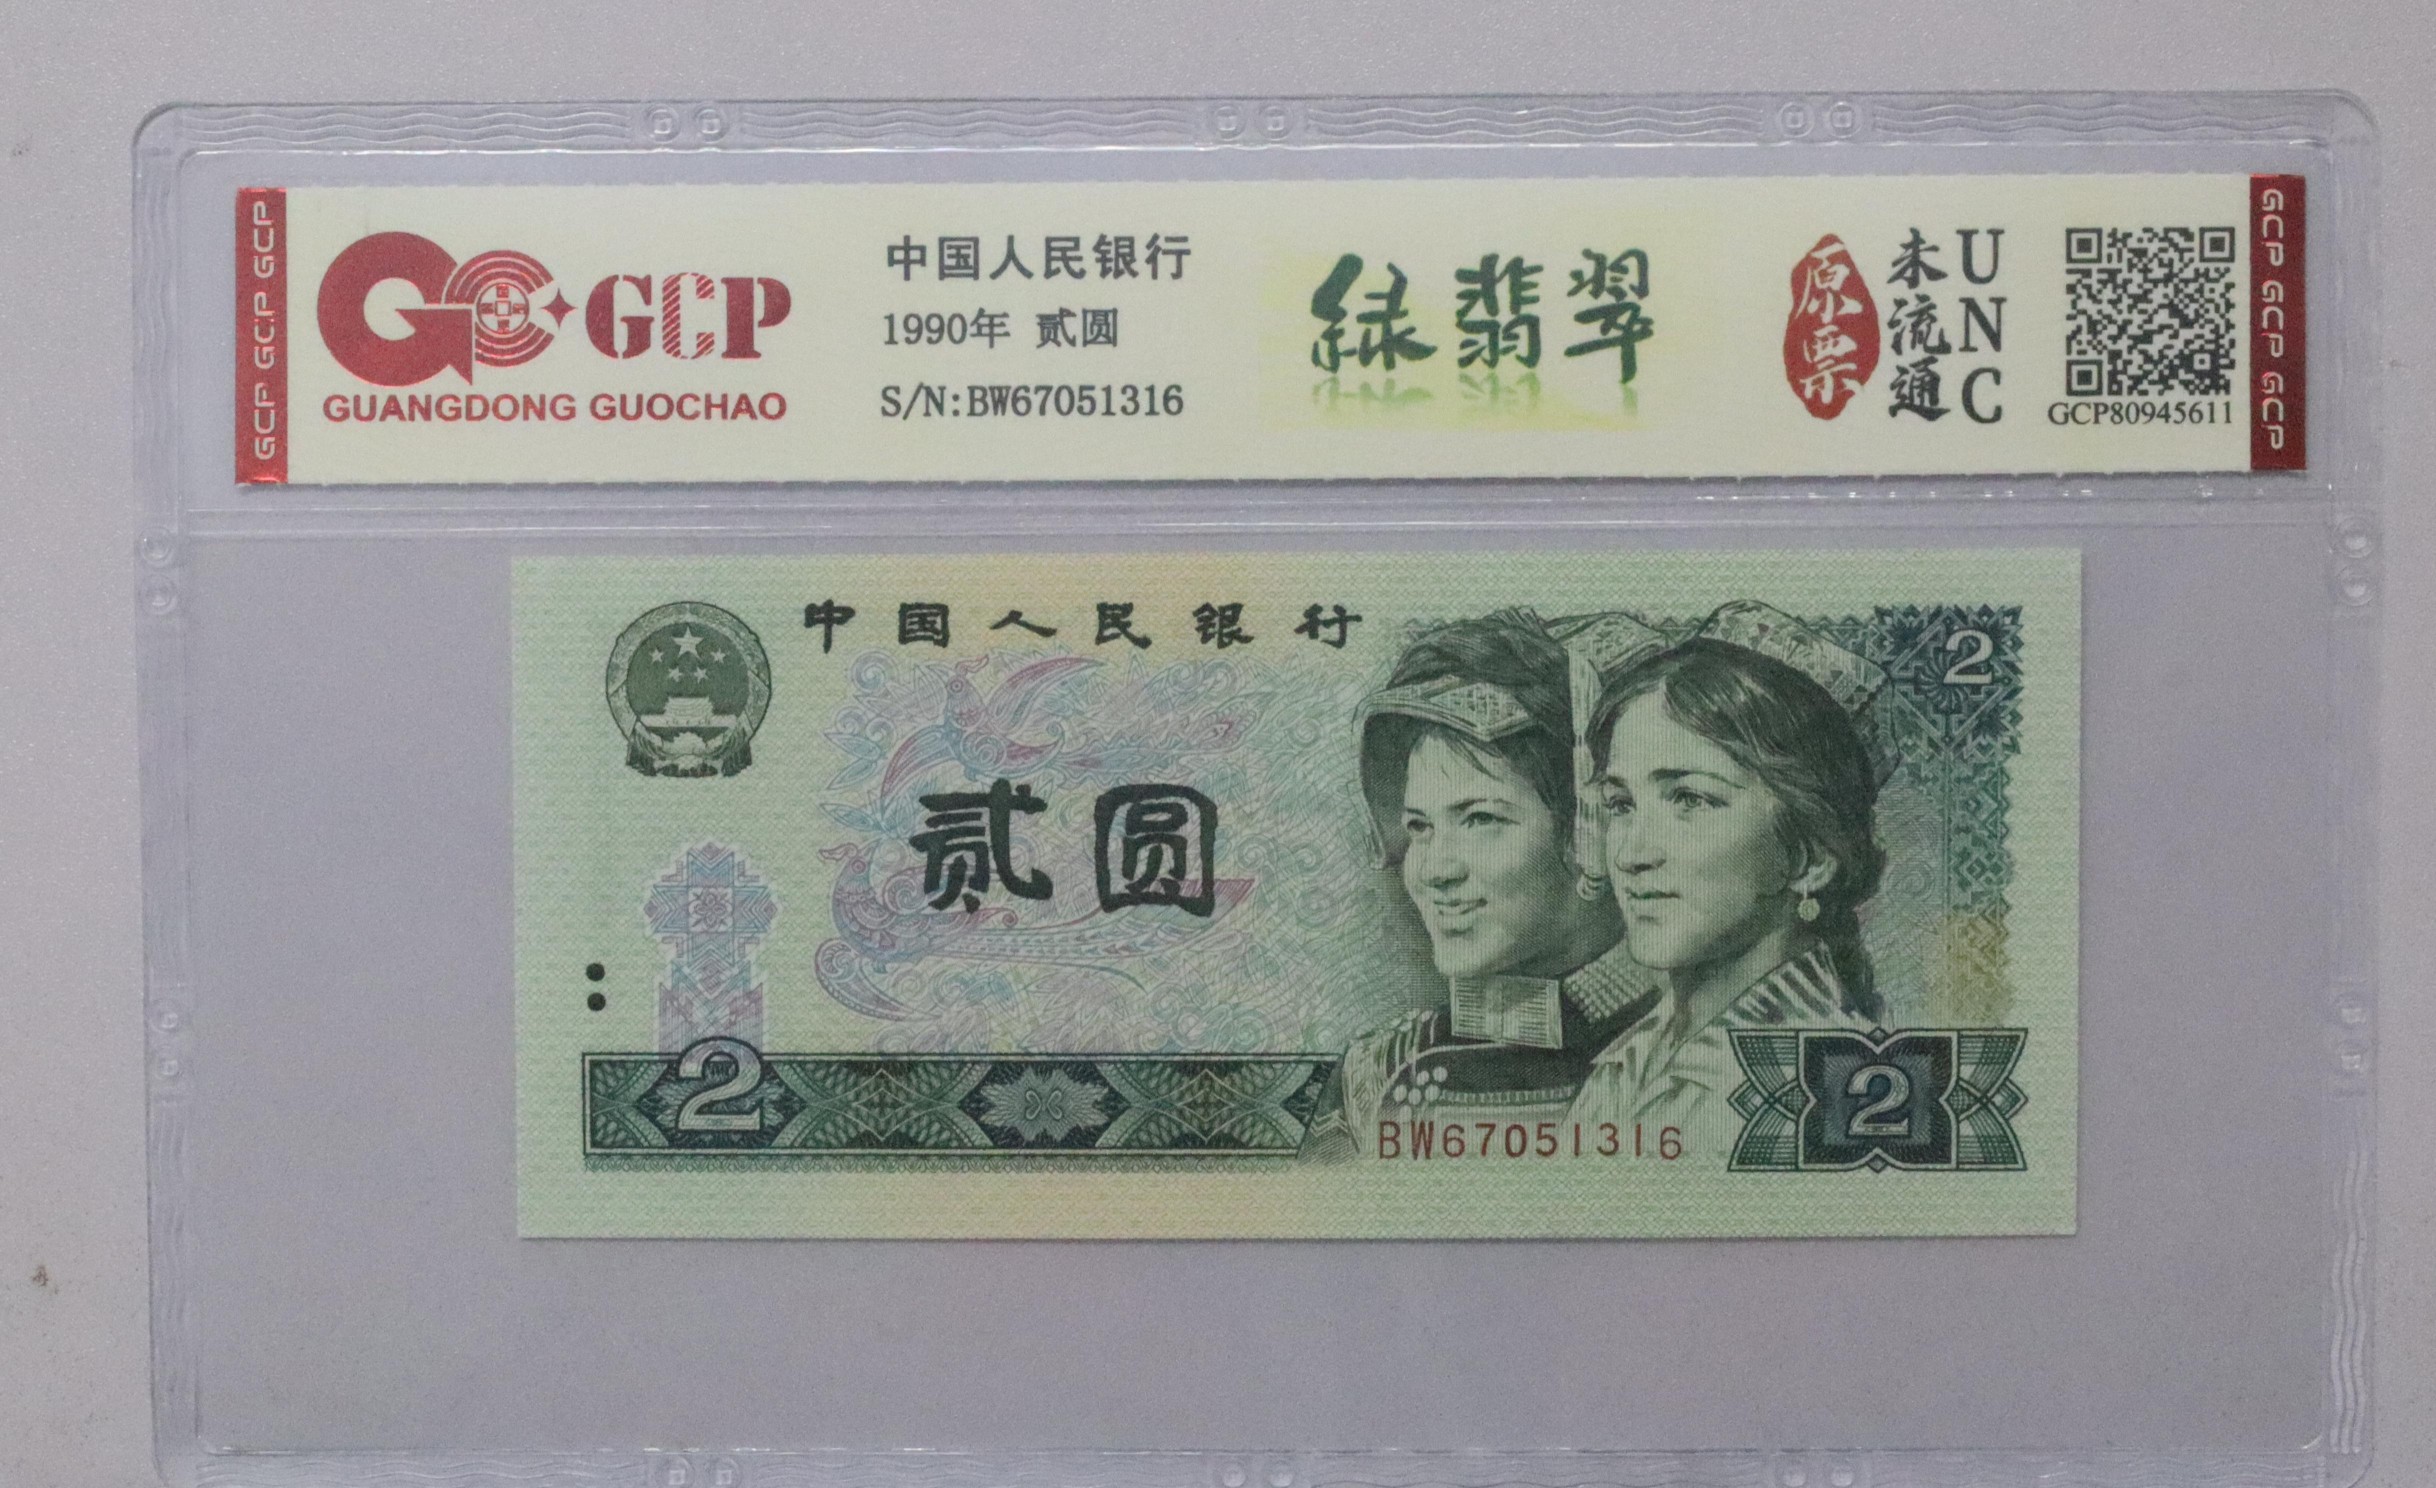 GCP GCP GCP
GCP
GUANGDONG GUOCHAO
中国人民银行
1990年 贰圆
S/N:BW67051316
绿翡翠
原票
未流通
UNC
GCP80945611
GCP GCP GCP
中国人民银行
2
贰圆
2
BW67051316
2